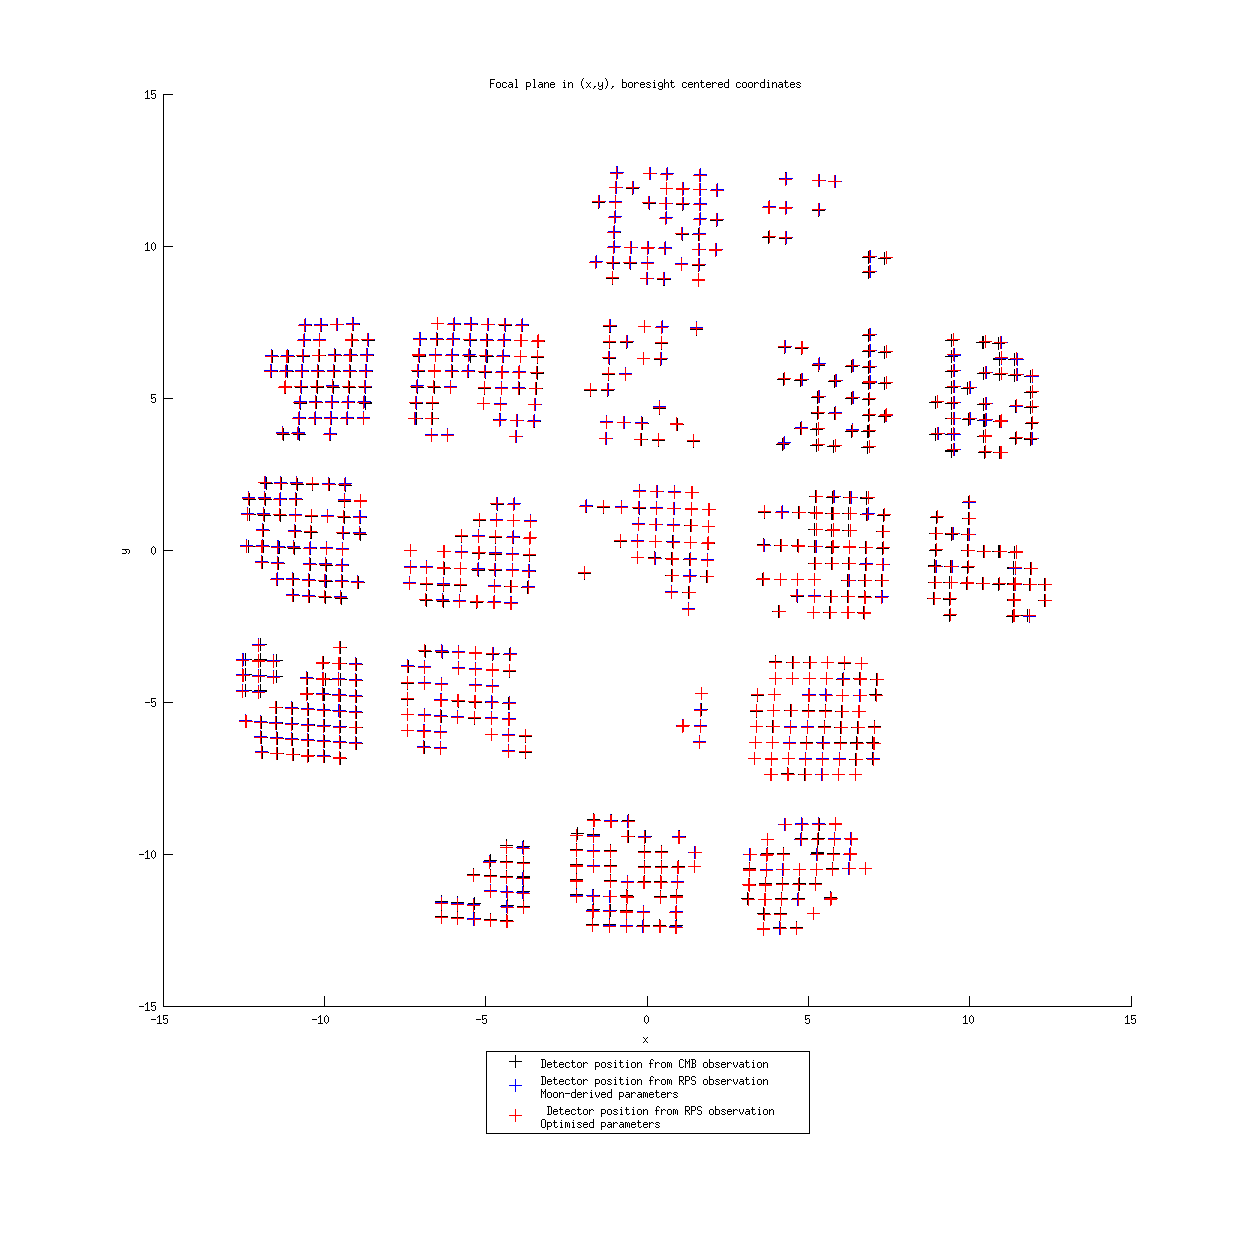 Focal plane in (x,y), boresight centered coordinates
15
10
5
0
-5
-10
-15
y
-15
-10
-5
0
5
10
15
x
Detector position from CMB observation
Detector position from RPS observation
Moon-derived parameters
Detector position from RPS observation
Optimised parameters